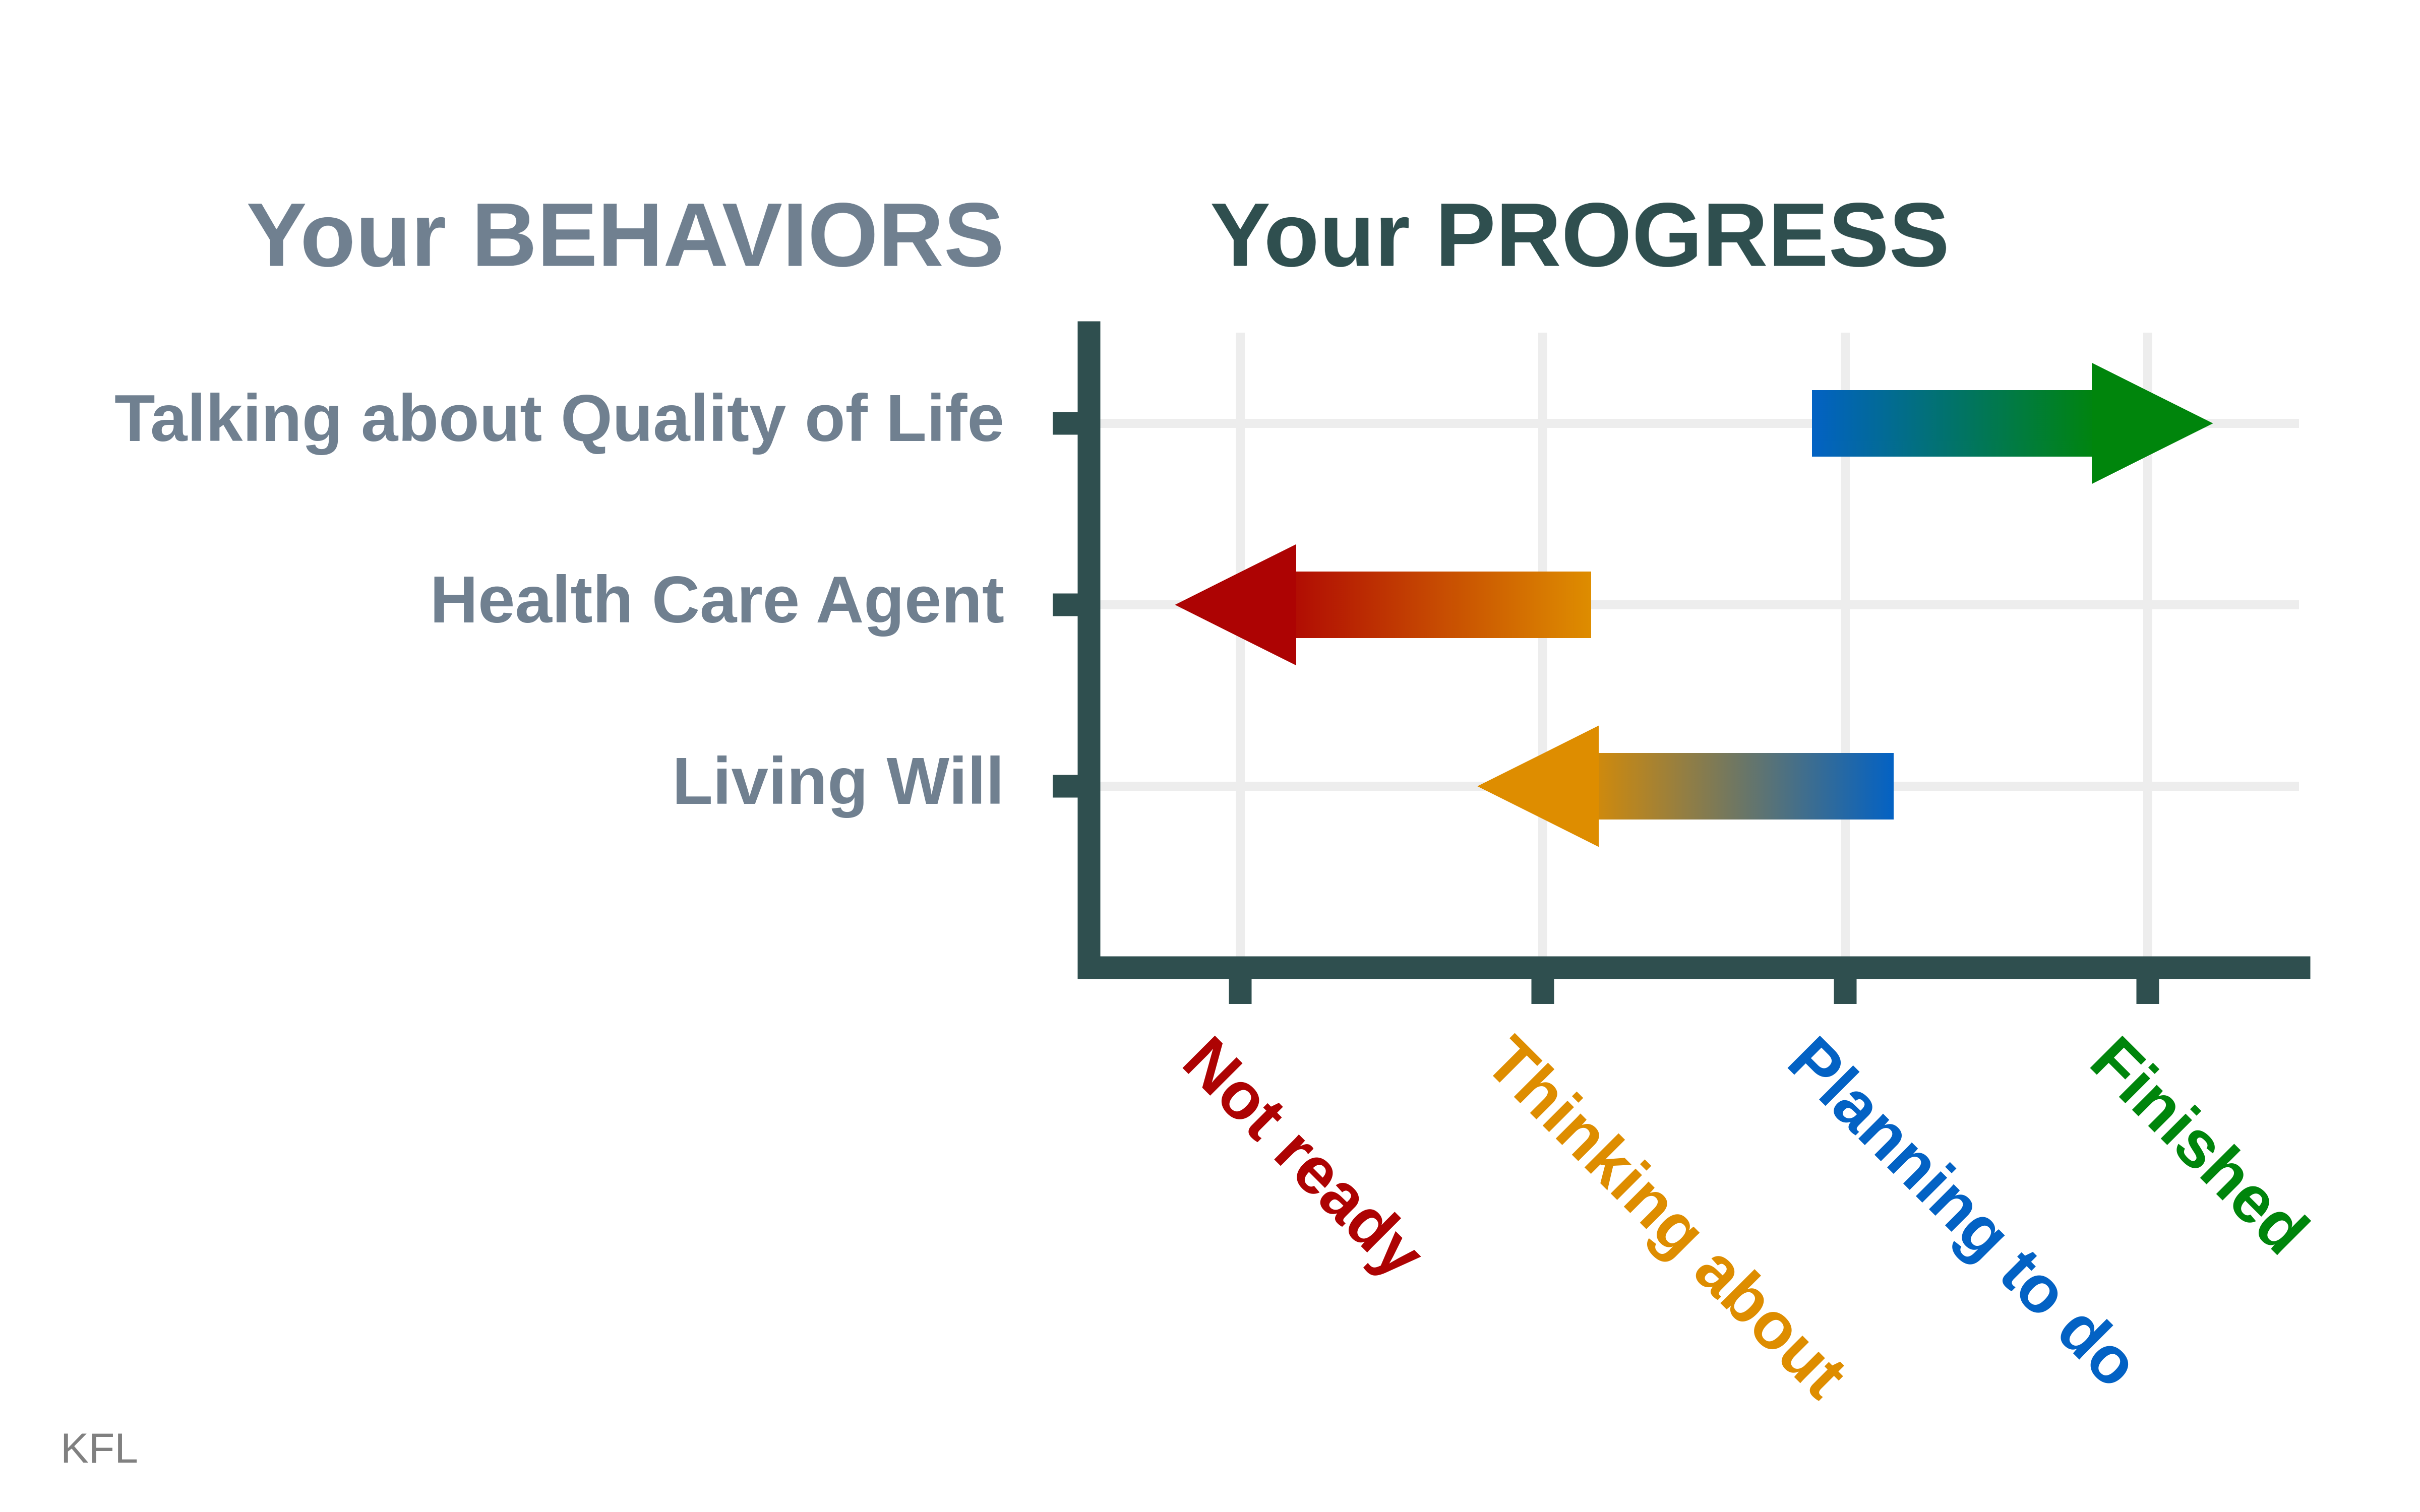 Your BEHAVIORS
Your PROGRESS
Talking about Quality of Life
Health Care Agent
Living Will
Not ready
Thinking about
Planning to do
Finished
KFL